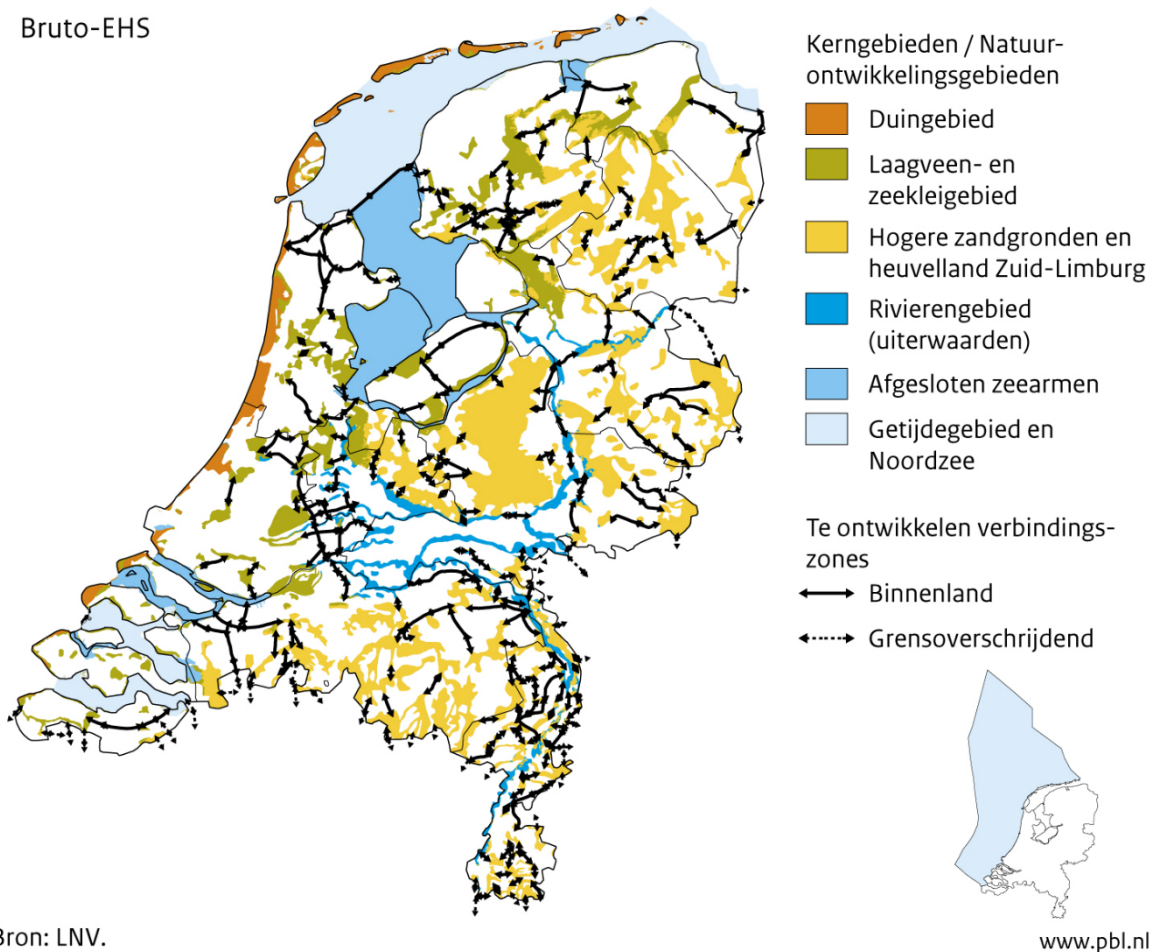 Bruto-EHS
Kerngebieden / Natuur-
ontwikkelingsgebieden
Duingebied
Laagveen- en
zeekleigebied
Hogere zandgronden en
heuvelland Zuid-Limburg
Rivierengebied
(uiterwaarden)
Afgesloten zeearmen
Getijdegebied en
Noordzee
Te ontwikkelen verbindings-
zones
Binnenland
Grensoverschrijdend
Bron: LNV.
www.pbl.nl